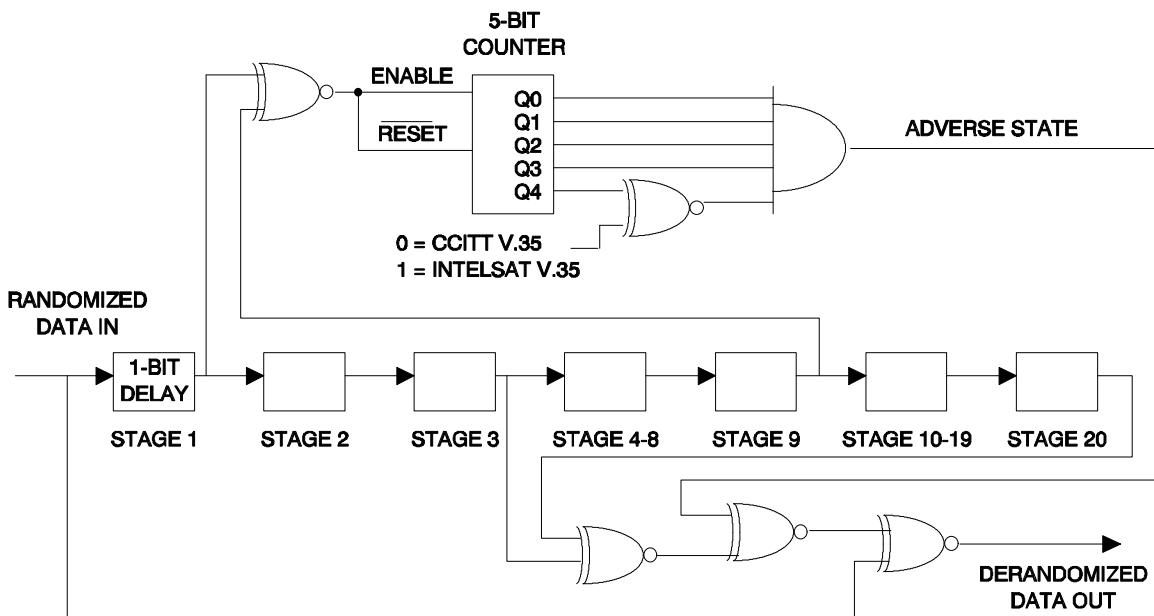 5-BIT
COUNTER
ENABLE
RESET
Q0
Q1
Q2
Q3
Q4
ADVERSE STATE
0 = CCITT V.35
1 = INTELSAT V.35
RANDOMIZED
DATA IN
1-BIT
DELAY
STAGE 1
STAGE 2
STAGE 3
STAGE 4-8
STAGE 9
STAGE 10-19
STAGE 20
DERANDOMIZED
DATA OUT